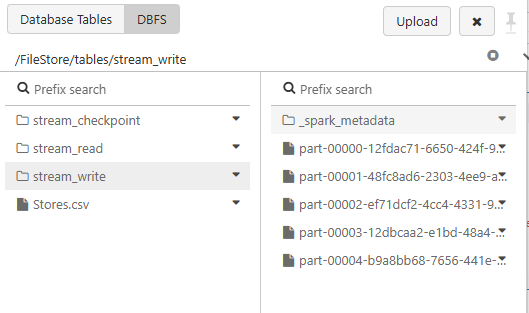 Database Tables DBFS Upload
/FileStore/tables/stream_write
Prefix search
stream_checkpoint
stream_read
stream_write
Stores.csv
Prefix search
_spark_metadata
part-00000-12fdac71-6650-424f-9...
part-00001-48fc8ad6-2303-4ee9-a...
part-00002-ef71dcf2-4cc4-4331-9...
part-00003-12dbcaa2-e1bd-48a4-...
part-00004-b9a8bb68-7656-441e-...